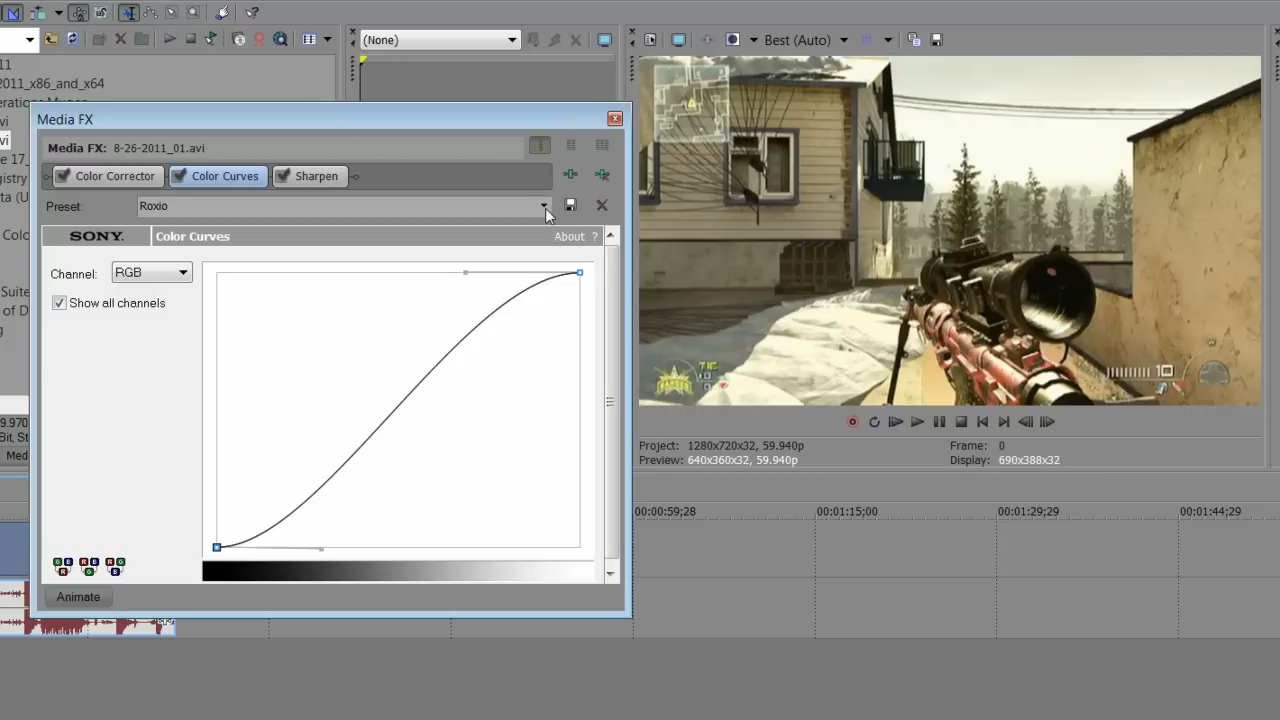 (None)
Best (Auto)
11
2011_x86_and_x64
Media FX
vi
Media FX: 8-26-2011_01.avi
vi
Color Corrector
Color Curves
Sharpen
Preset:
Roxio
SONY.
Color Curves
About ?
Channel:
RGB
Show all channels
Colo
Suite
of D
9.970
Bit, St
Med
A
TIE
10
Project: 1280x720x32, 59.940p
Frame: 0
Preview: 640x360x32, 59.940p
Display: 690x388x32
00:00:59;28
00:01:15;00
00:01:29;29
00:01:44;29
Animate